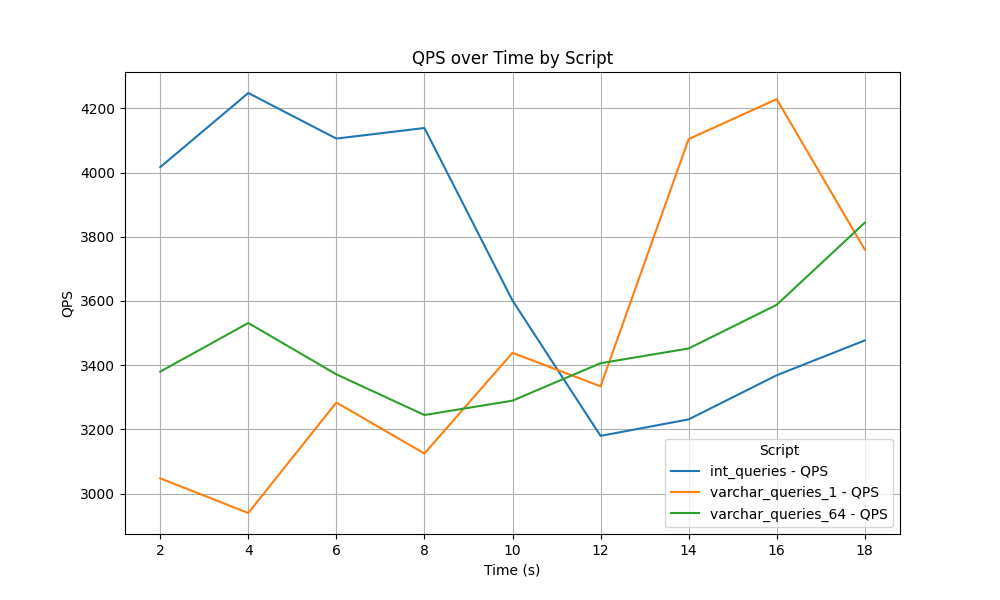 QPS over Time by Script
QPS
4200
4000
3800
3600
3400
3200
3000
2 4 6 8 10 12 14 16 18
Time (s)
Script
int_queries - QPS
varchar_queries_1 - QPS
varchar_queries_64 - QPS